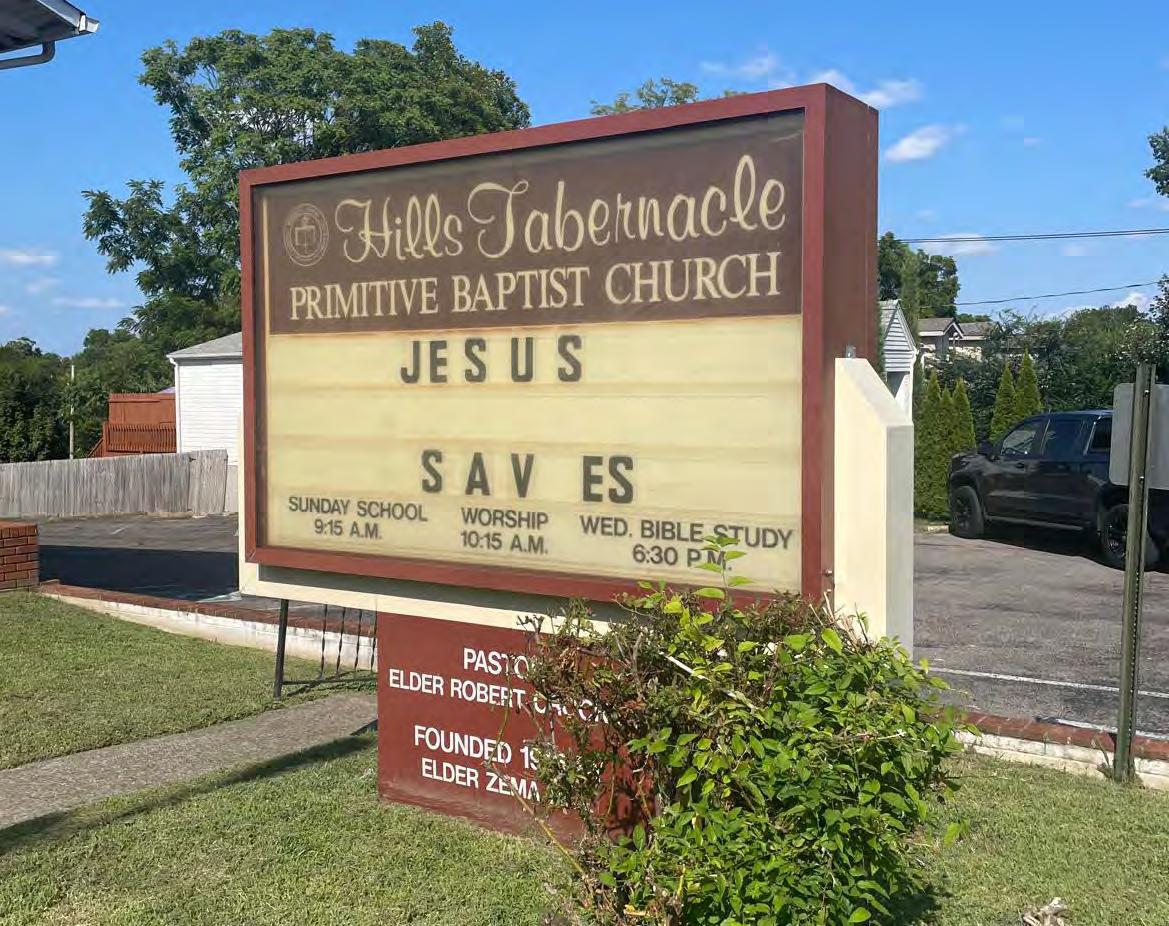 Hills Tabernacle
PRIMITIVE BAPTIST CHURCH
JESUS
SAVES
SUNDAY SCHOOL
9:15 A.M.
WORSHIP
10:15 A.M.
WED. BIBLE STUDY
6:30 P.M.
ELDER ROBERT
FOUNDED
ELDER